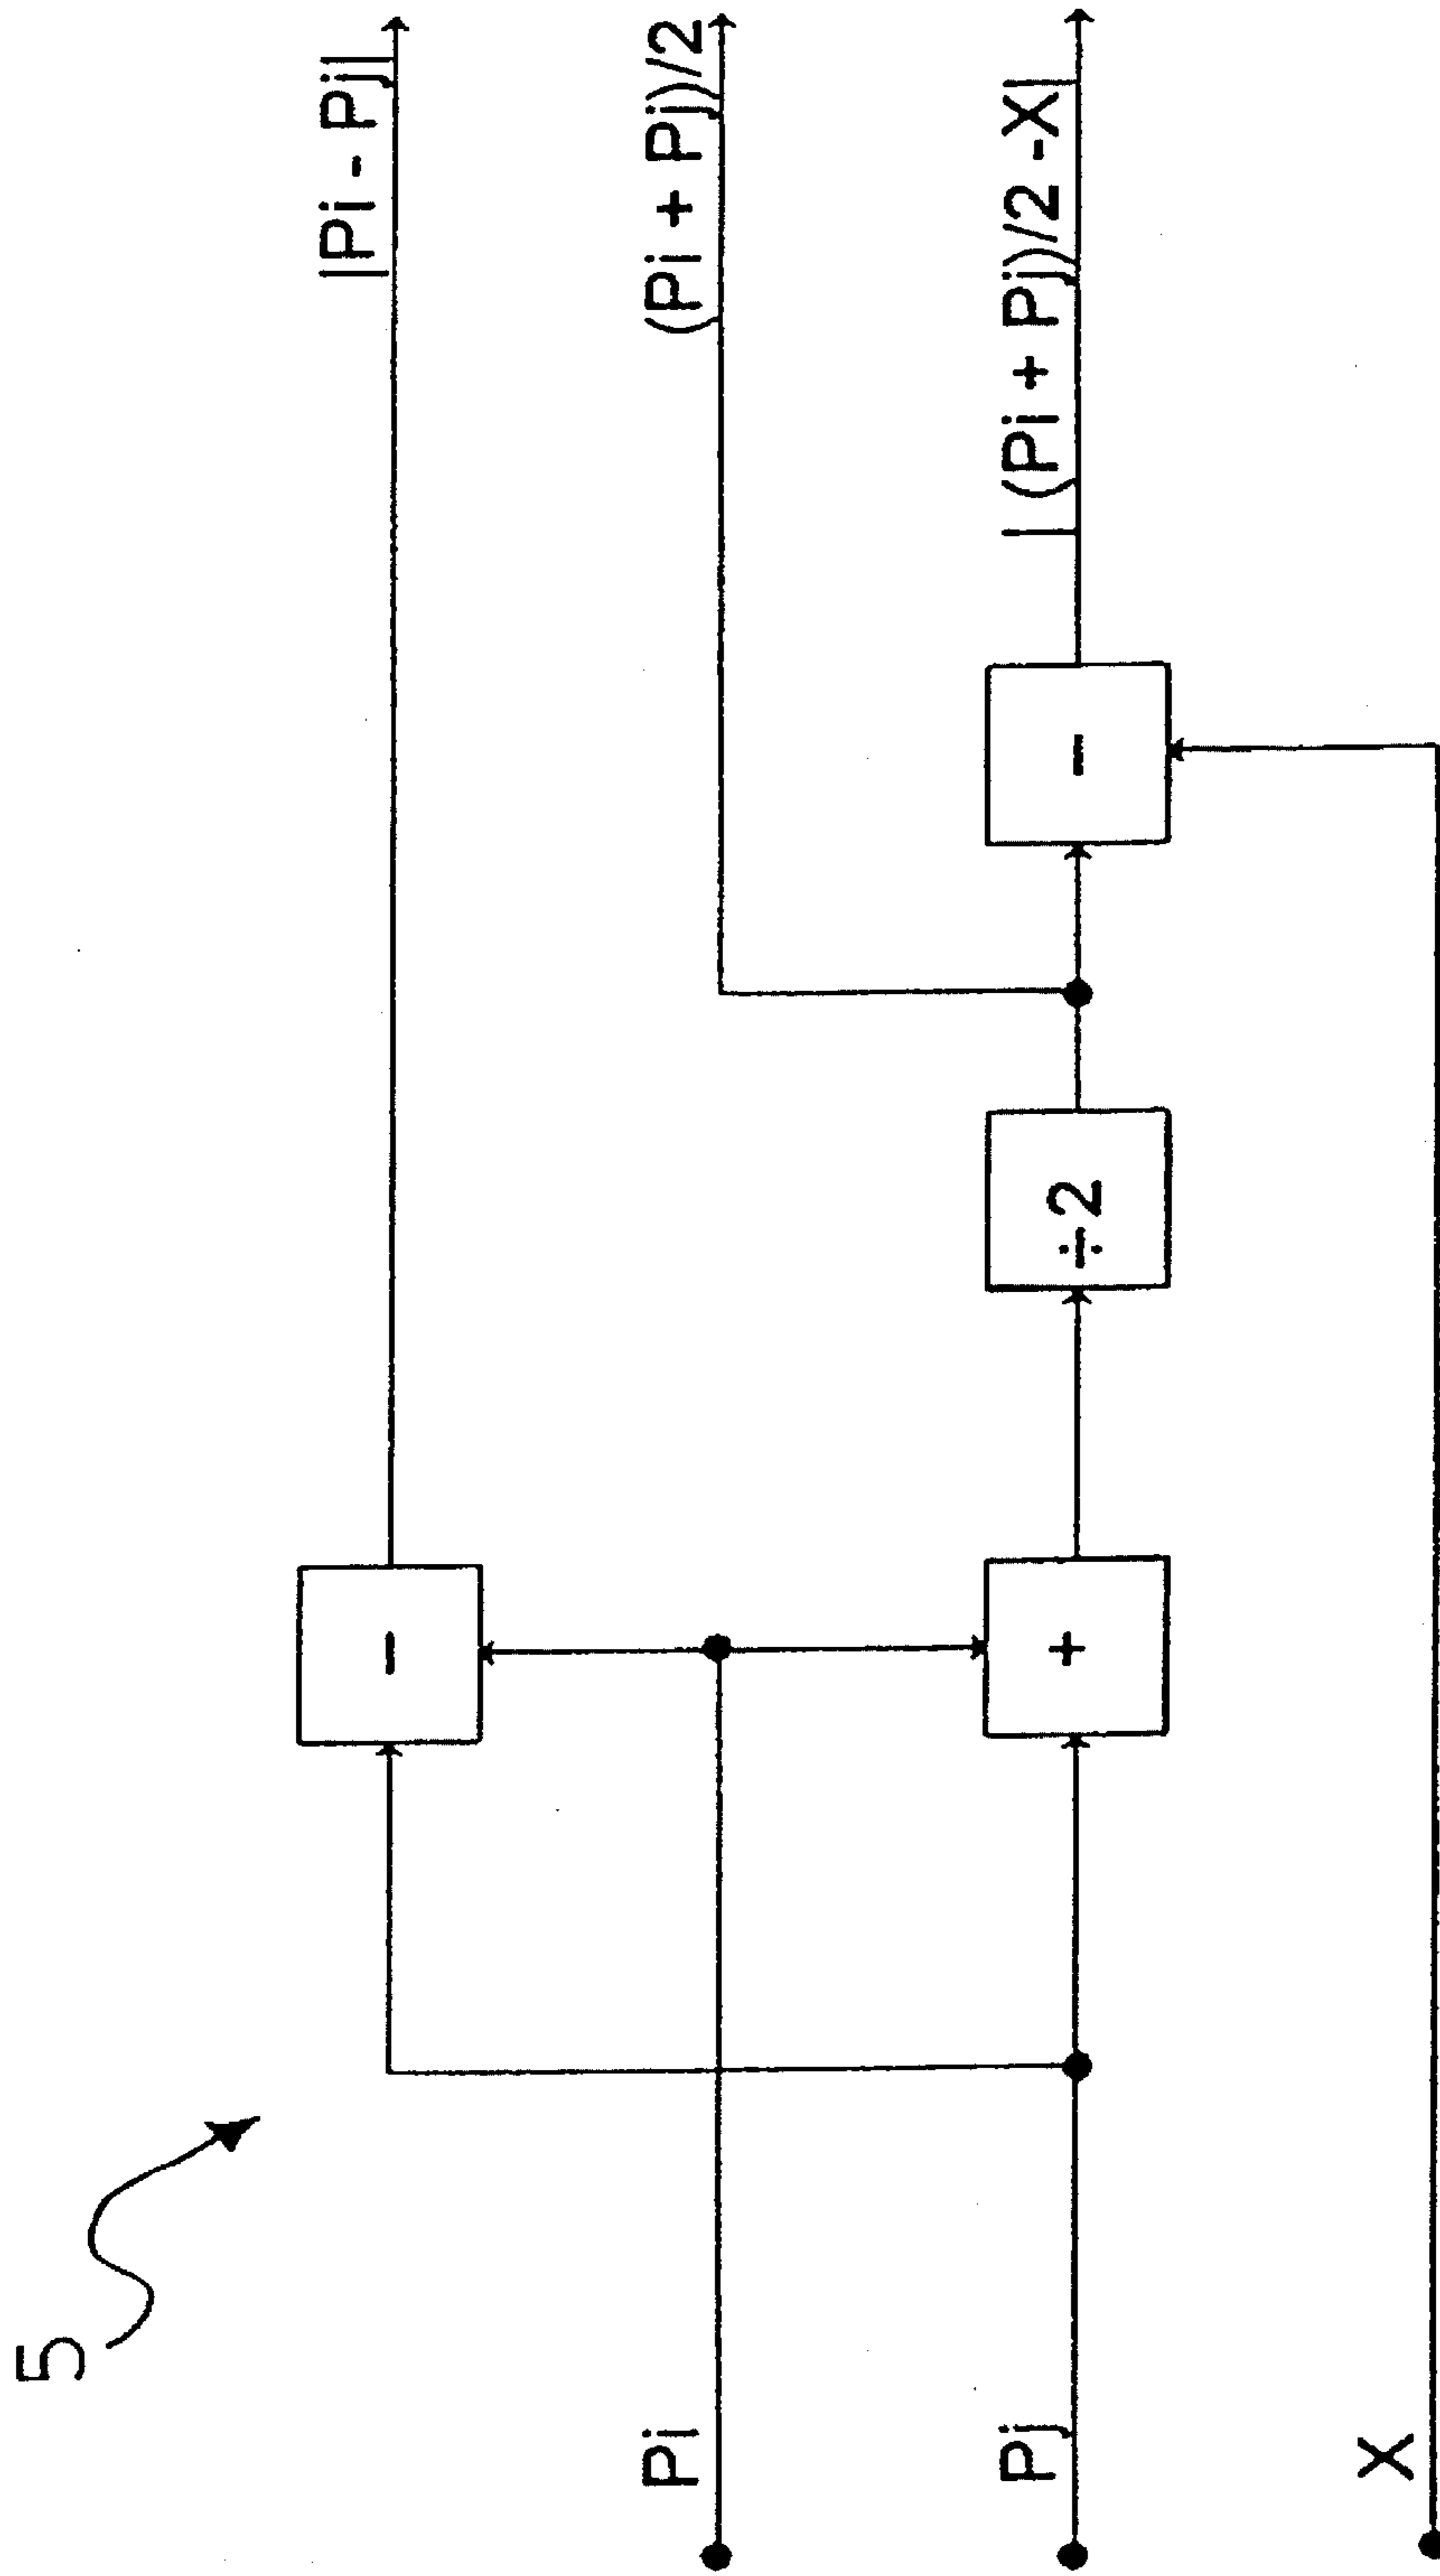 5
|Pi - Pj|
(Pi + Pj)/2
| (Pi + Pj)/2 -X|
-
-
÷2
+
Pi
Pj
X